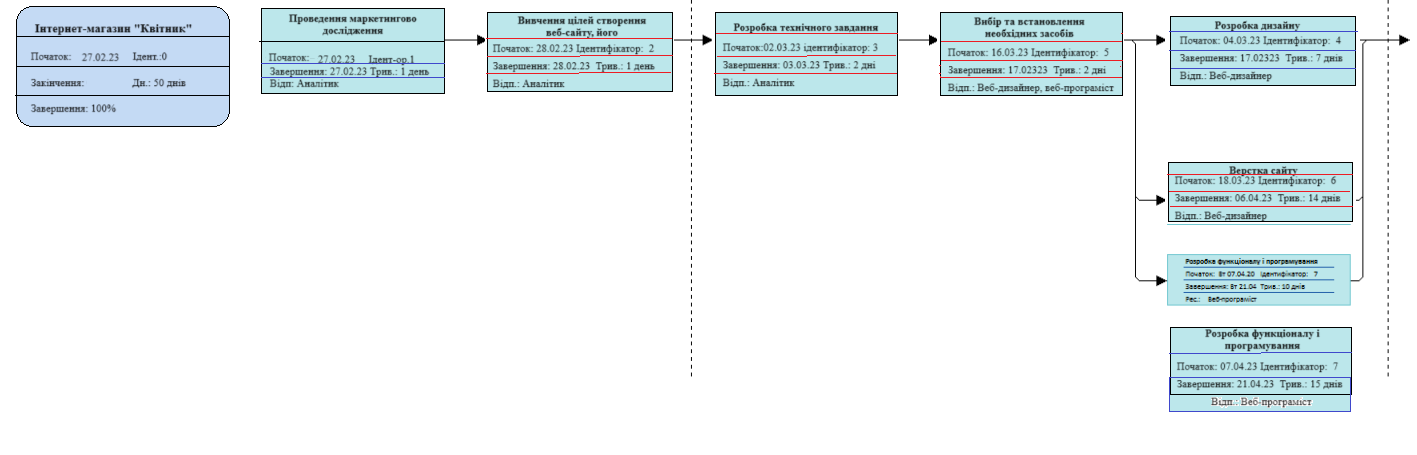 Інтернет-магазин "Квітник"
Початок: 27.02.23 Ідент.:0
Закінчення: Дн.: 50 днів
Завершення: 100%
Проведення маркетингово
дослідження
Початок: 27.02.23 Ідент-ор.1
Завершення: 27.02.23 Трив.: 1 день
Відп: Аналітик
Вивчення цілей створення
веб-сайту, його
Початок: 28.02.23 Ідентифікатор: 2
Завершення: 28.02.23 Трив.: 1 день
Відп.: Аналітик
Розробка технічного завдання
Початок:02.03.23 ідентифікатор: 3
Завершення: 03.03.23 Трив.: 2 дні
Відп.: Аналітик
Вибір та встановлення
необхідних засобів
Початок: 16.03.23 Ідентифікатор: 5
Завершення: 17.02323 Трив.: 2 дні
Відп.: Веб-дизайнер, веб-програміст
Розробка дизайну
Початок: 04.03.23 Ідентифікатор: 4
Завершення: 17.02323 Трив.: 7 днів
Відп.: Веб-дизайнер
Верстка сайту
Початок: 18.03.23 Ідентифікатор: 6
Завершення: 06.04.23 Трив.: 14 днів
Відп.: Веб-дизайнер
Розробка функціоналу і програмування
Початок: Вт 07.04.20 Ідентифікатор: 7
Завершення: Вт 21.04 Трив.: 10 днів
Рес.: Веб-програміст
Розробка функціоналу і
програмування
Початок: 07.04.23 Ідентифікатор: 7
Завершення: 21.04.23 Трив.: 15 днів
Відп.: Веб-програміст